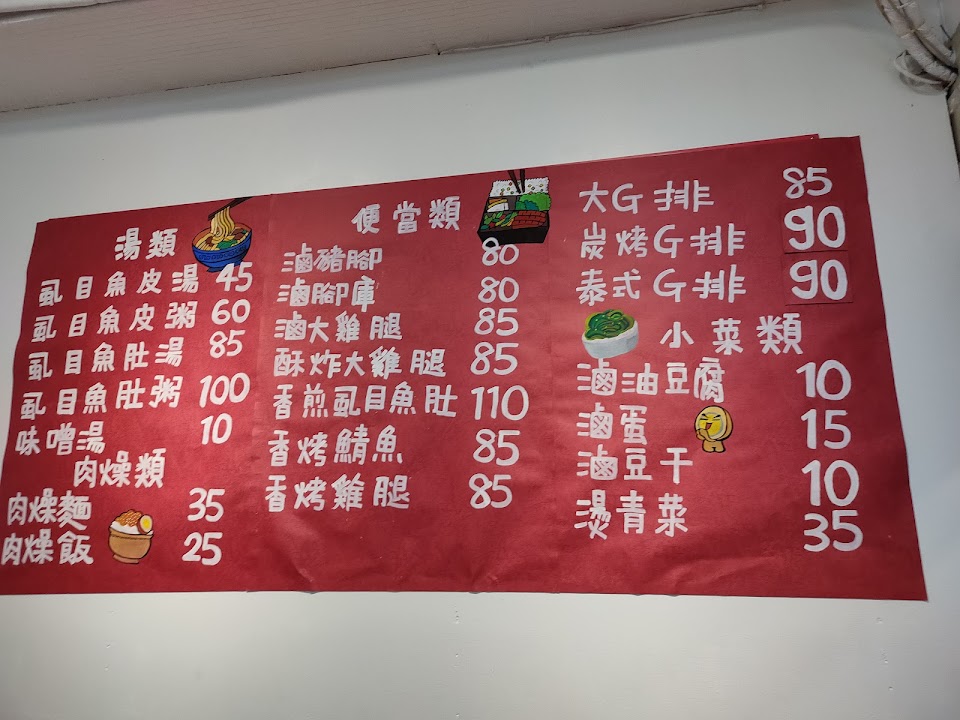 湯類
虱目魚皮湯 45
虱目魚皮粥 60
虱目魚肚湯 85
虱目魚肚粥 100
味噌湯 10
肉燥類
肉燥麵 35
肉燥飯 25
便當類
滷豬腳 80
滷腳庫 80
滷大雞腿 85
酥炸大雞腿 85
香煎虱目魚肚 110
香烤鯖魚 85
香烤雞腿 85
大G排 85
炭烤G排 90
泰式G排 90
小菜類
滷油豆腐 10
滷蛋 15
滷豆干 10
燙青菜 35